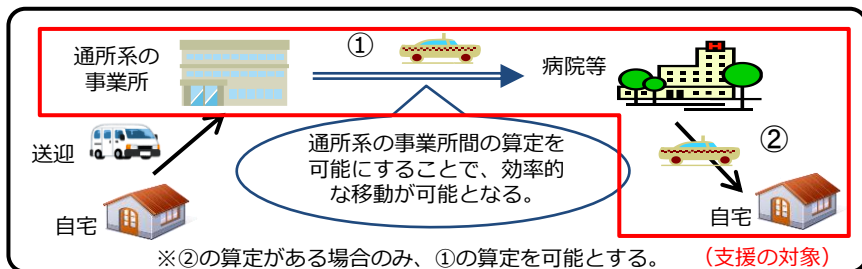 通所系の
事業所
①
病院等
送迎
通所系の事業所間の算定を
可能にすることで、効率的
な移動が可能となる。
②
自宅
自宅
※②の算定がある場合のみ、①の算定を可能とする。
(支援の対象)